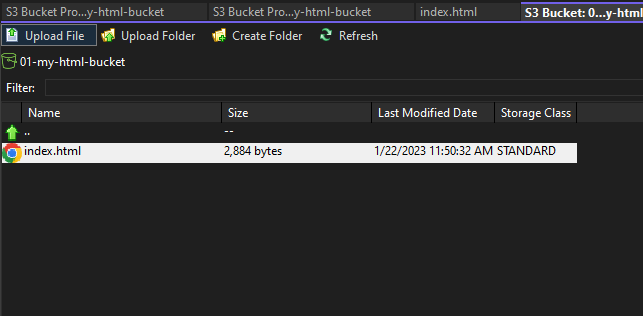 S3 Bucket Pro...y-html-bucket S3 Bucket Pro...y-html-bucket index.html S3 Bucket: 0...y-html
Upload File Upload Folder Create Folder Refresh
01-my-html-bucket
Filter:
Name Size Last Modified Date Storage Class
.. --
index.html 2,884 bytes 1/22/2023 11:50:32 AM STANDARD